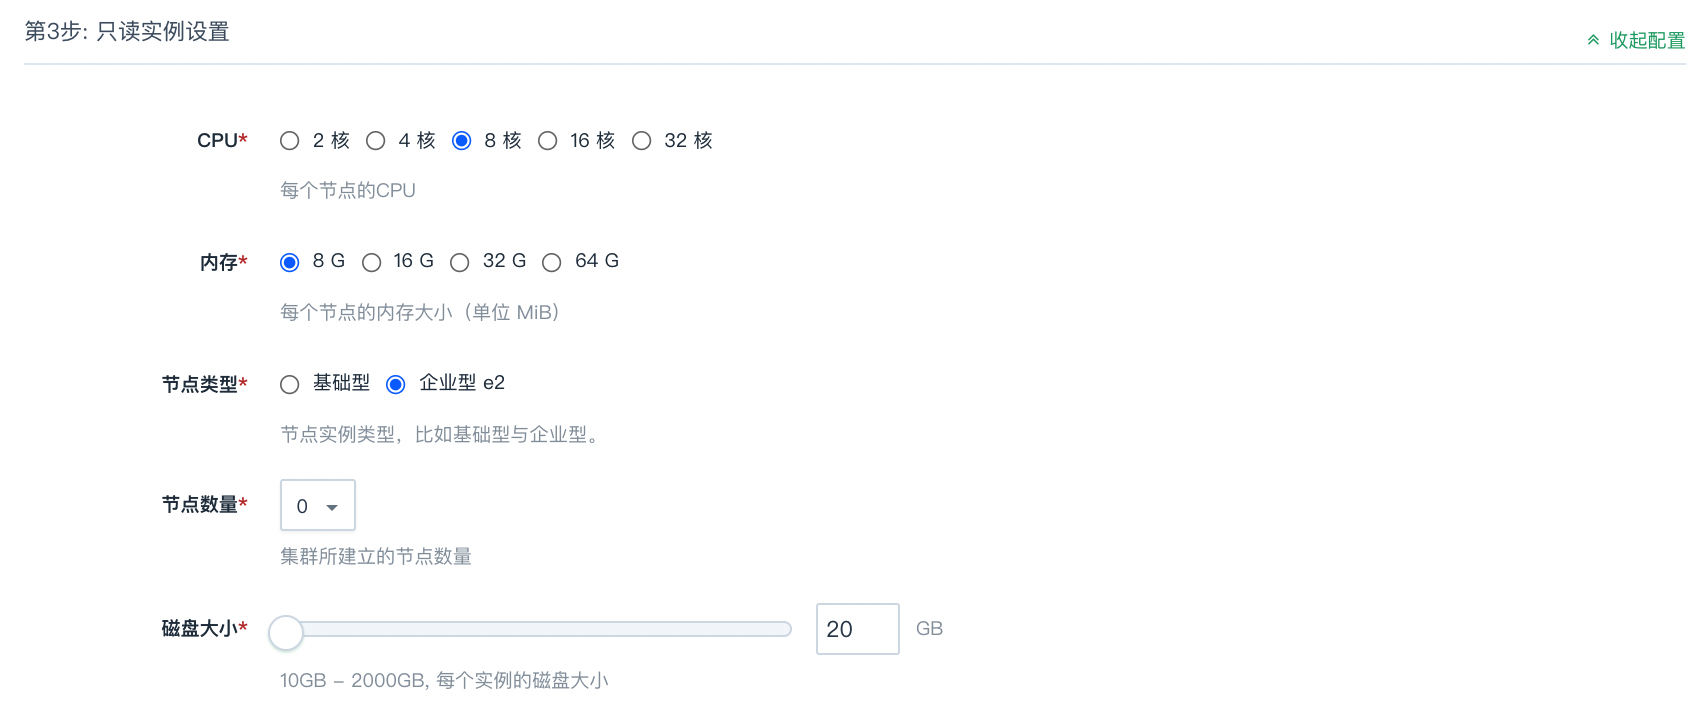 第3步: 只读实例设置
收起配置
CPU* 2 核 4 核 8 核 16 核 32 核
每个节点的CPU
内存* 8 G 16 G 32 G 64 G
每个节点的内存大小（单位 MiB）
节点类型* 基础型 企业型 e2
节点实例类型，比如基础型与企业型。
节点数量* 0
集群所建立的节点数量
磁盘大小* 20 GB
10GB – 2000GB, 每个实例的磁盘大小